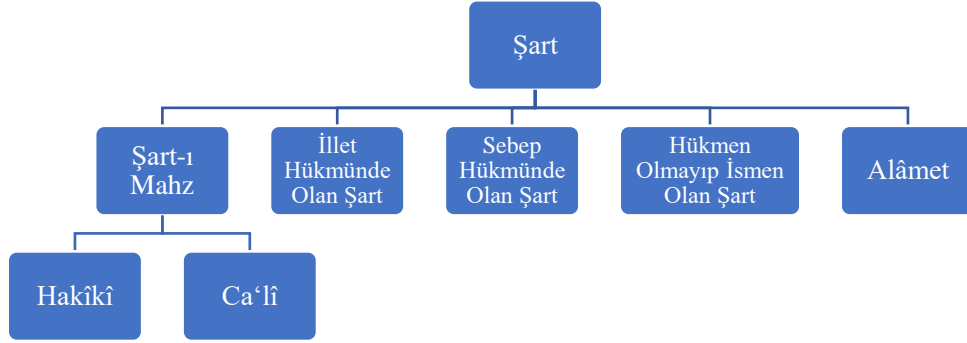 Şart
Şart-ı
Mahz
İllet
Hükmünde
Olan Şart
Sebep
Hükmünde
Olan Şart
Hükmen
Olmayıp İsmen
Olan Şart
Alâmet
Hakîkî
Ca‘lî